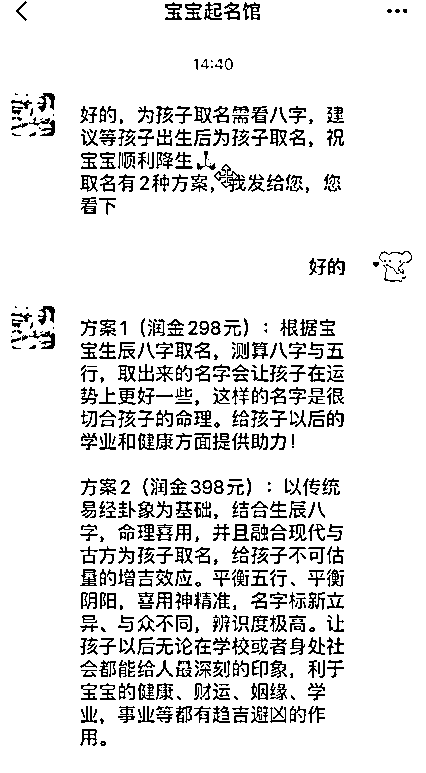 宝宝起名馆
14:40
好的，为孩子取名需看八字，建
议等孩子出生后为孩子取名，祝
宝宝顺利降生
取名有2种方案，我发给您，您
看下
好的
方案1（润金298元）：根据宝
宝生辰八字取名，测算八字与五
行，取出来的名字会让孩子在运
势上更好一些，这样的名字是很
切合孩子的命理。给孩子以后的
学业和健康方面提供助力！
方案2（润金398元）：以传统
易经卦象为基础，结合生辰八
字，命理喜用，并且融合现代与
古方为孩子取名，给孩子不可估
量的增吉效应。平衡五行、平衡
阴阳，喜用神精准，名字标新立
异、与众不同，辨识度极高。让
孩子以后无论在学校或者身处社
会都能给人最深刻的印象，利于
宝宝的健康、财运、姻缘、学
业，事业等都有趋吉避凶的作
用。